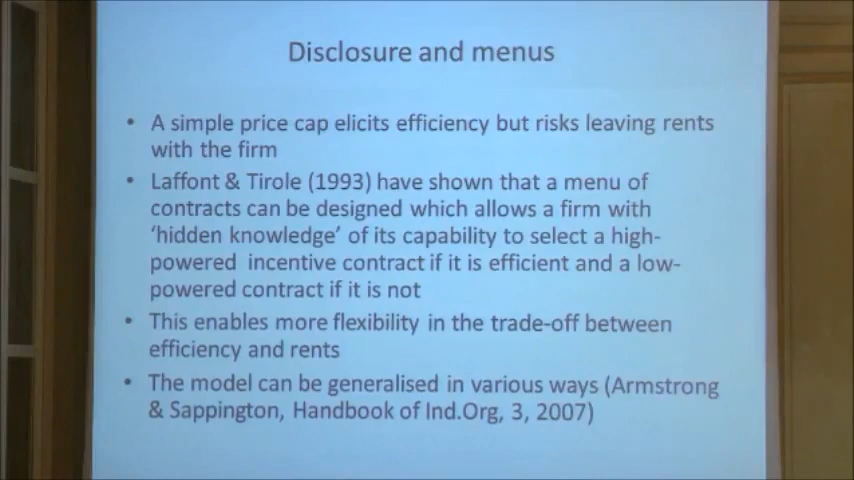 Disclosure and menus
• A simple price cap elicits efficiency but risks leaving rents
with the firm
• Laffont & Tirole (1993) have shown that a menu of
contracts can be designed which allows a firm with
‘hidden knowledge’ of its capability to select a high-
powered incentive contract if it is efficient and a low-
powered contract if it is not
• This enables more flexibility in the trade-off between
efficiency and rents
• The model can be generalised in various ways (Armstrong
& Sappington, Handbook of Ind.Org, 3, 2007)